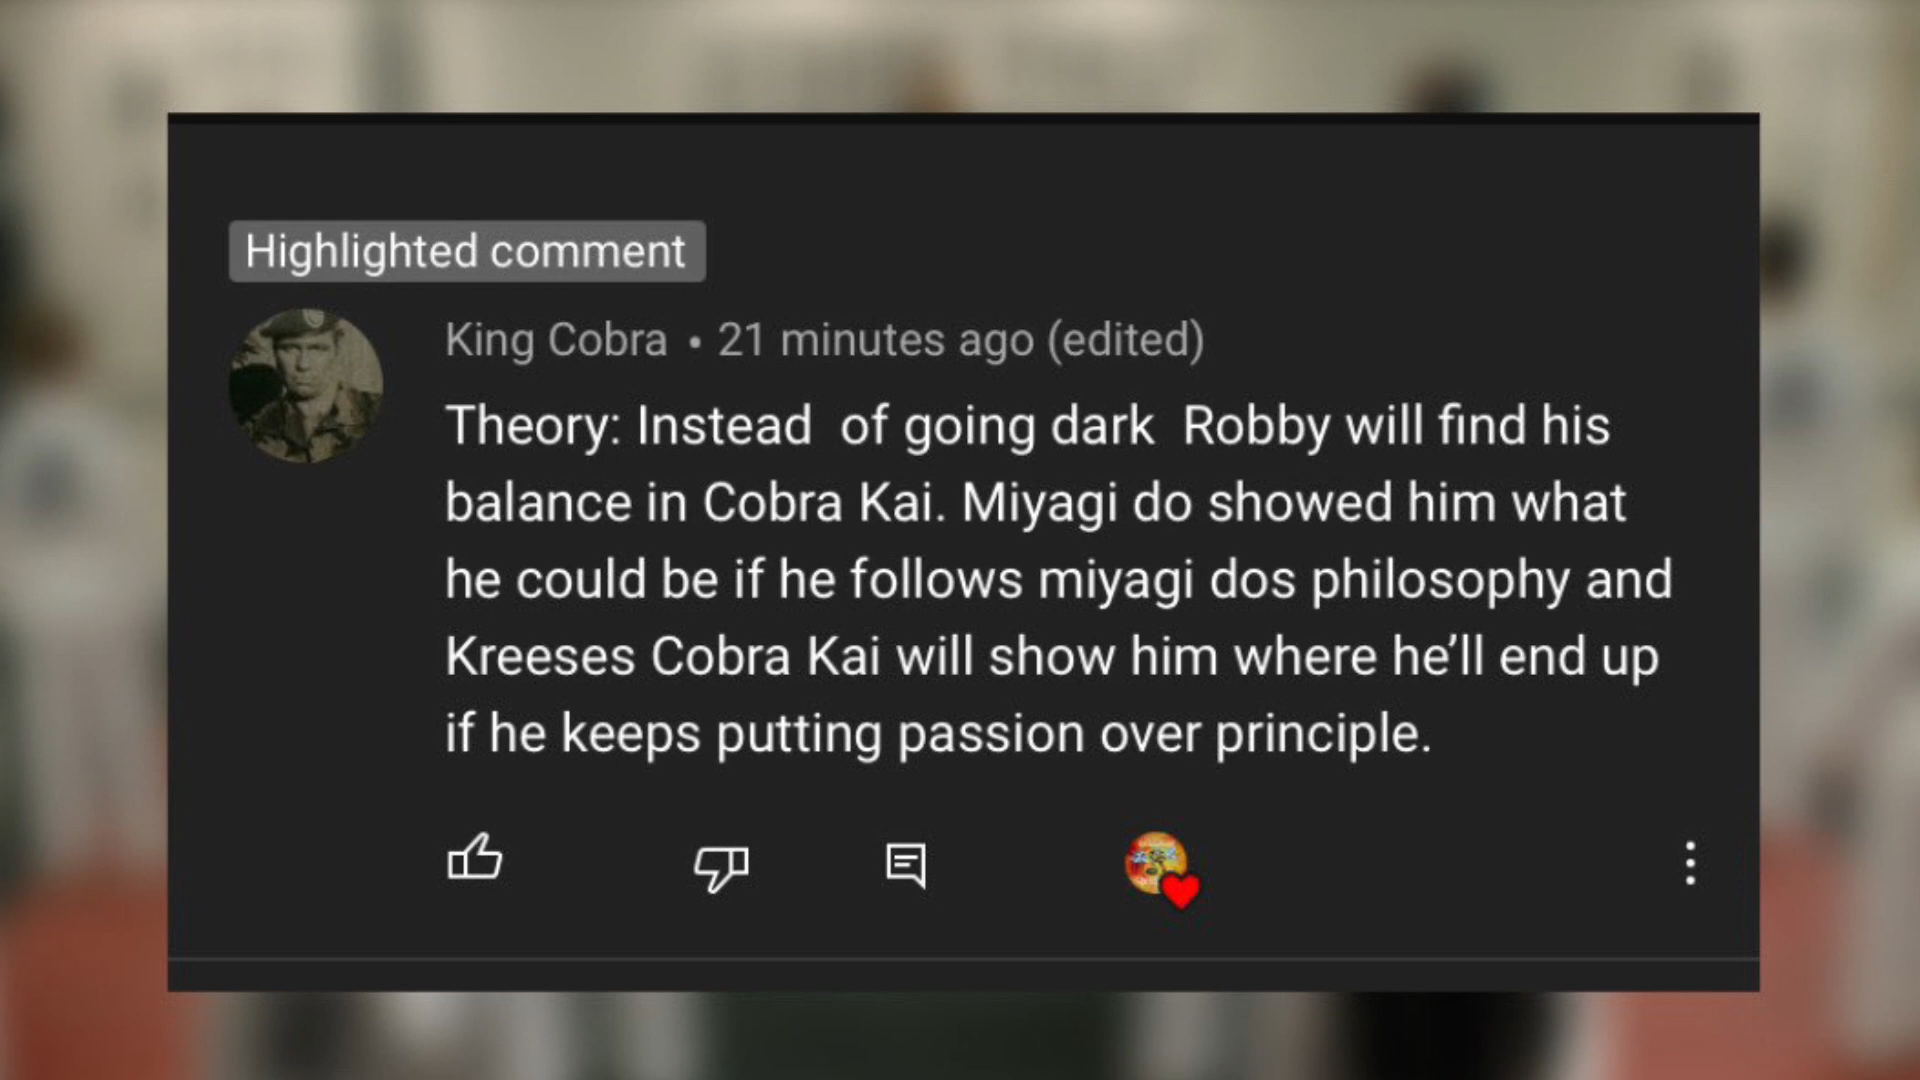 Highlighted comment
King Cobra • 21 minutes ago (edited)
Theory: Instead  of going dark  Robby will find his
balance in Cobra Kai. Miyagi do showed him what
he could be if he follows miyagi dos philosophy and
Kreeses Cobra Kai will show him where he’ll end up
if he keeps putting passion over principle.